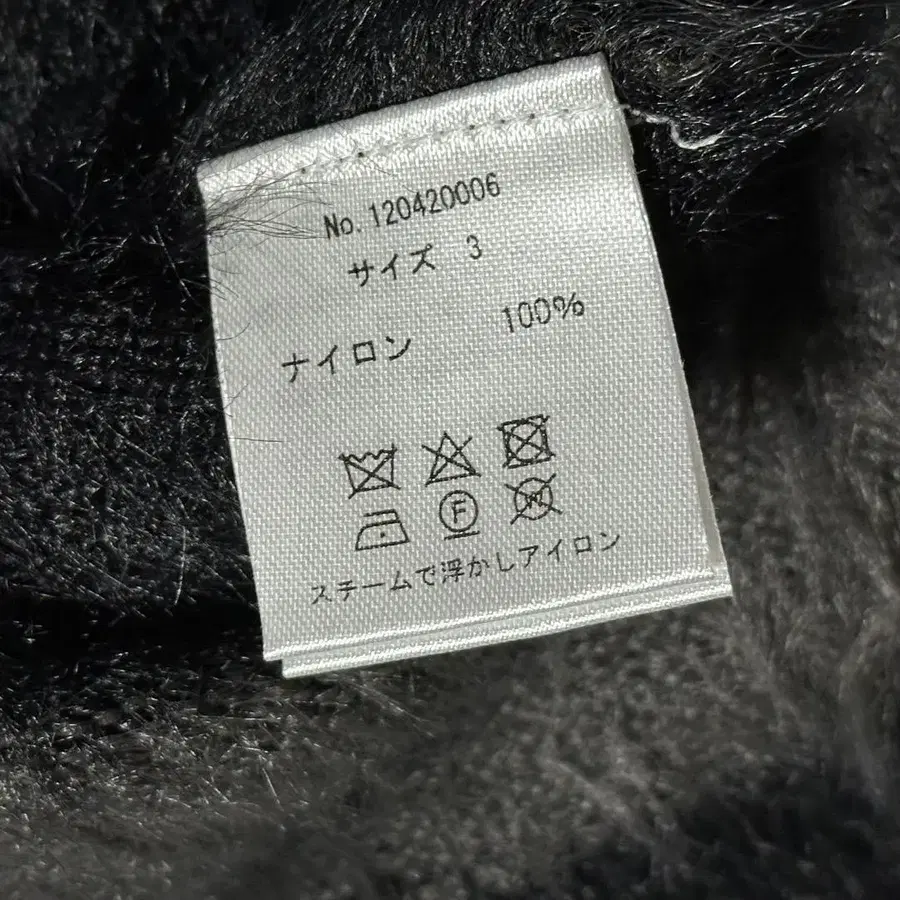 No.120420006
サイズ 3
ナイロン 100%
F
W
スチームで浮かしアイロン